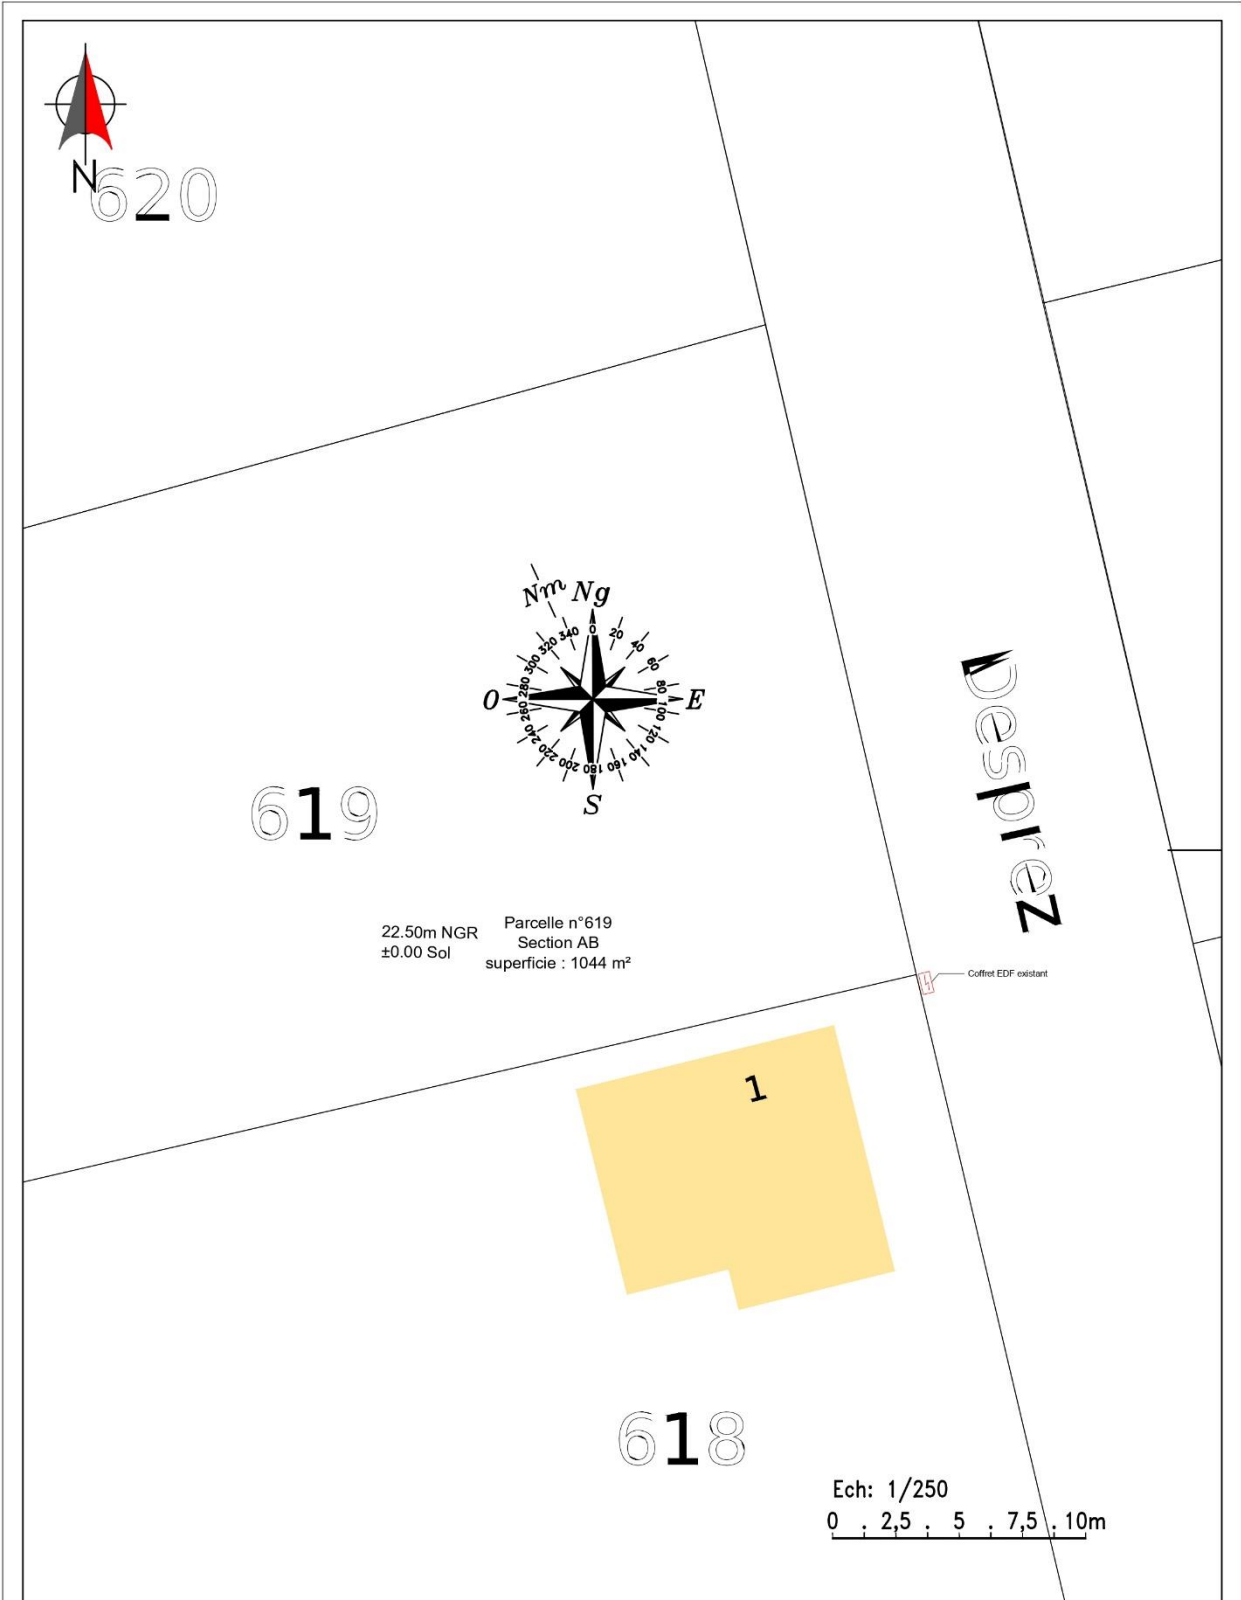 N
620
Nm Ng
0
20
40
60
80
100
120
140
160
180
200
220
240
260
280
300
320
340
O
E
S
Desprez
619
22.50m NGR
±0.00 Sol
Parcelle n°619
Section AB
superficie : 1044 m²
Coffret EDF existant
1
618
Ech: 1/250
0 . 2,5 . 5 . 7,5 . 10m